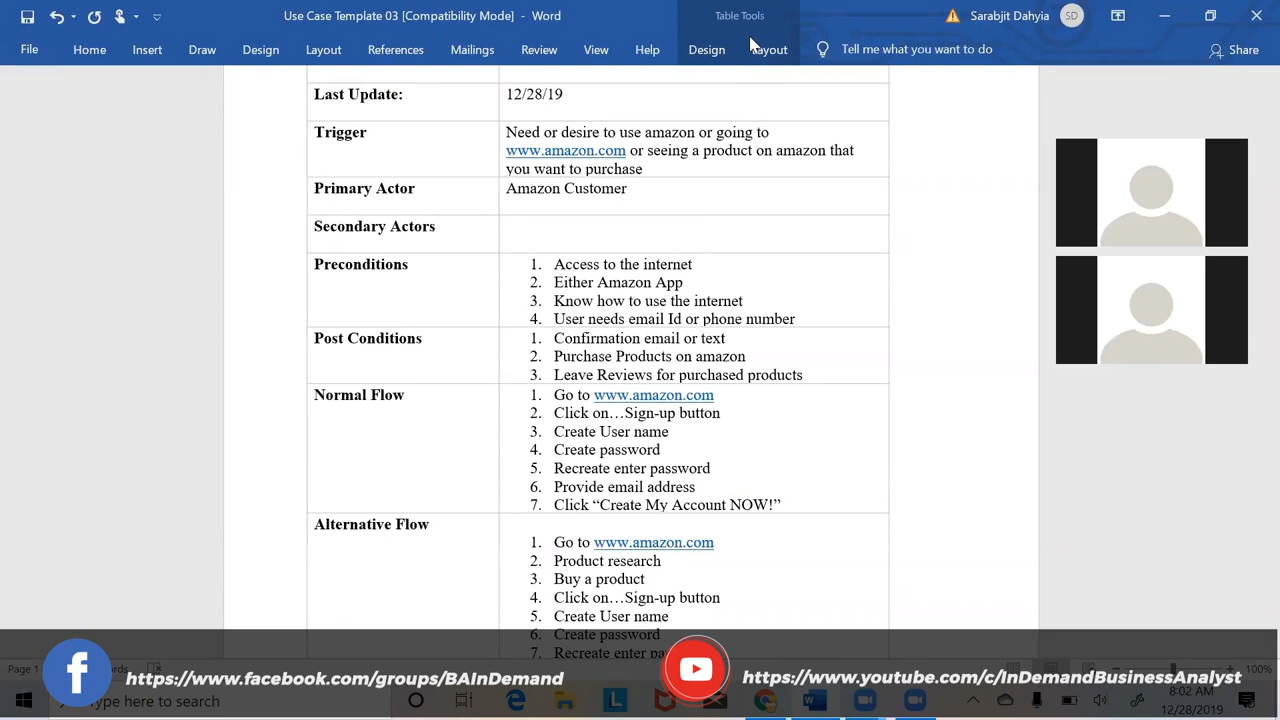 Use Case Template 03 [Compatibility Mode] - Word
Table Tools
Sarabjit Dahyia
SD
File Home Insert Draw Design Layout References Mailings Review View Help Design Layout Tell me what you want to do Share
Last Update: 12/28/19
Trigger Need or desire to use amazon or going to
www.amazon.com or seeing a product on amazon that
you want to purchase
Primary Actor Amazon Customer
Secondary Actors
Preconditions 1. Access to the internet
2. Either Amazon App
3. Know how to use the internet
4. User needs email Id or phone number
Post Conditions 1. Confirmation email or text
2. Purchase Products on amazon
3. Leave Reviews for purchased products
Normal Flow 1. Go to www.amazon.com
2. Click on…Sign-up button
3. Create User name
4. Create password
5. Recreate enter password
6. Provide email address
7. Click “Create My Account NOW!”
Alternative Flow
1. Go to www.amazon.com
2. Product research
3. Buy a product
4. Click on…Sign-up button
5. Create User name
6. Create password
7. Recreate enter
Page 1
100%
https://www.facebook.com/groups/BAInDemand
https://www.youtube.com/c/InDemandBusinessAnalyst
Type here to search
8:02 AM
12/28/2019